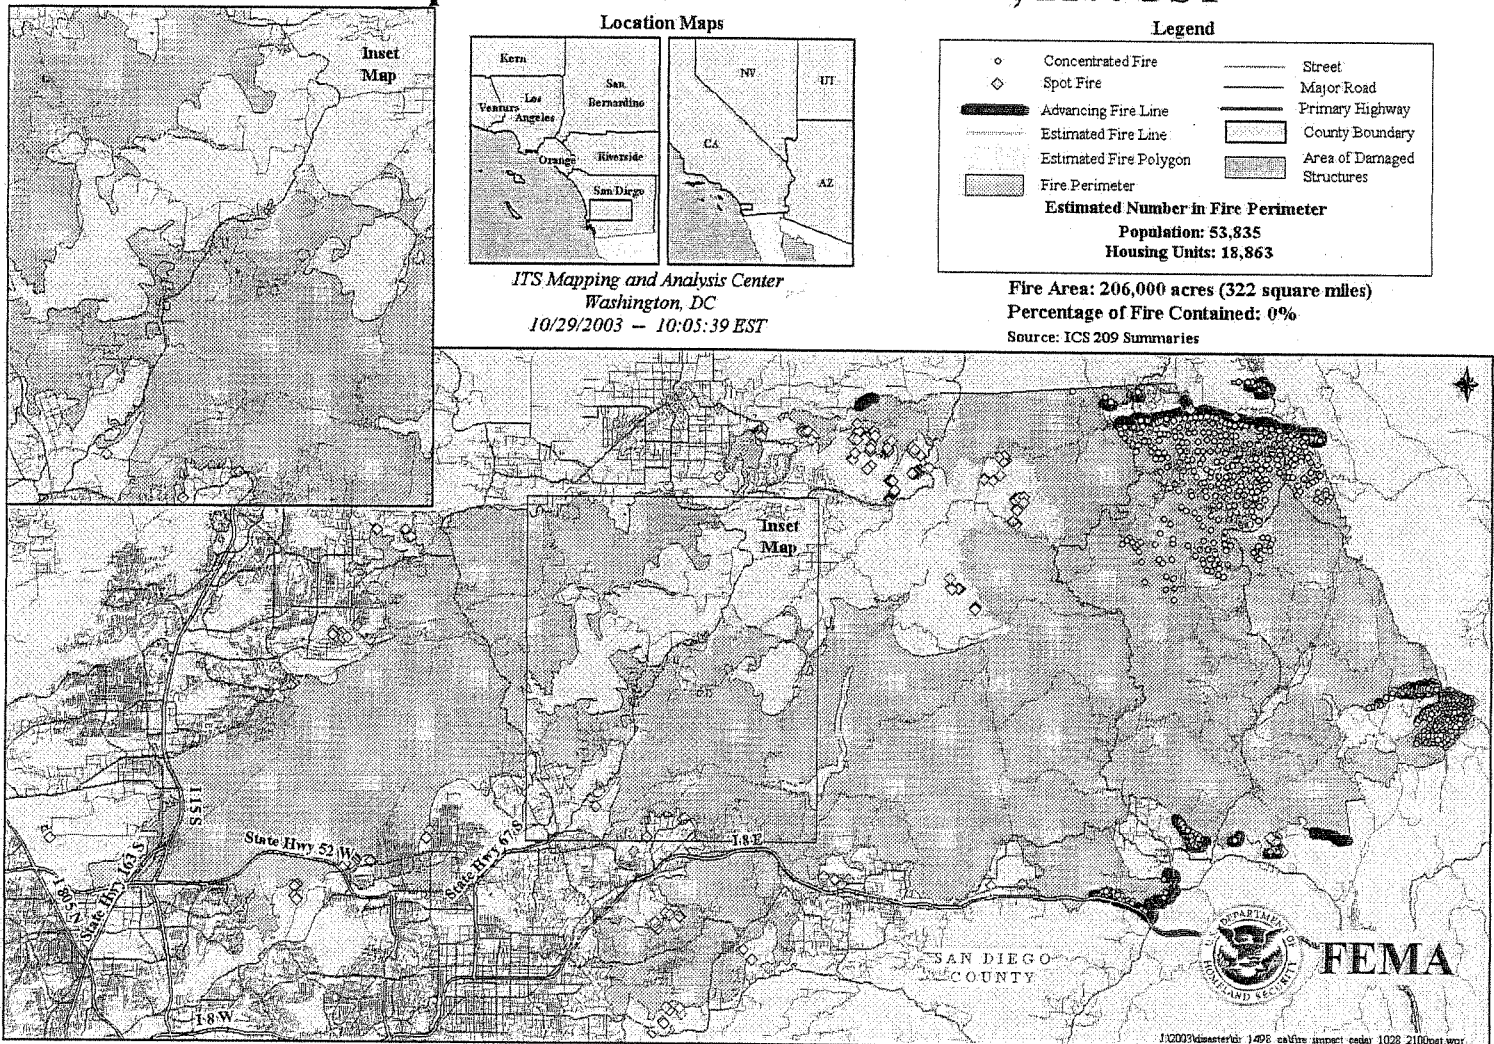 Location Maps
Kern
Ventura
Los
Angeles
San
Bernardino
Orange
Riverside
San Diego
NV
UT
CA
AZ
ITS Mapping and Analysis Center
Washington, DC
10/29/2003 -- 10:05:39 EST
Legend
Concentrated Fire
Spot Fire
Advancing Fire Line
Estimated Fire Line
Estimated Fire Polygon
Fire Perimeter
Street
Major Road
Primary Highway
County Boundary
Area of Damaged
Structures
Estimated Number in Fire Perimeter
Population: 53,835
Housing Units: 18,863
Fire Area: 206,000 acres (322 square miles)
Percentage of Fire Contained: 0%
Source: ICS 209 Summaries
Inset
Map
Inset
Map
I 15 S
State Hwy 52 W
State Hwy 67 S
I 8 E
State Hwy 163 S
I 805 N
I 8 W
SAN DIEGO
COUNTY
DEPARTMENT OF
HOMELAND SECURITY
FEMA